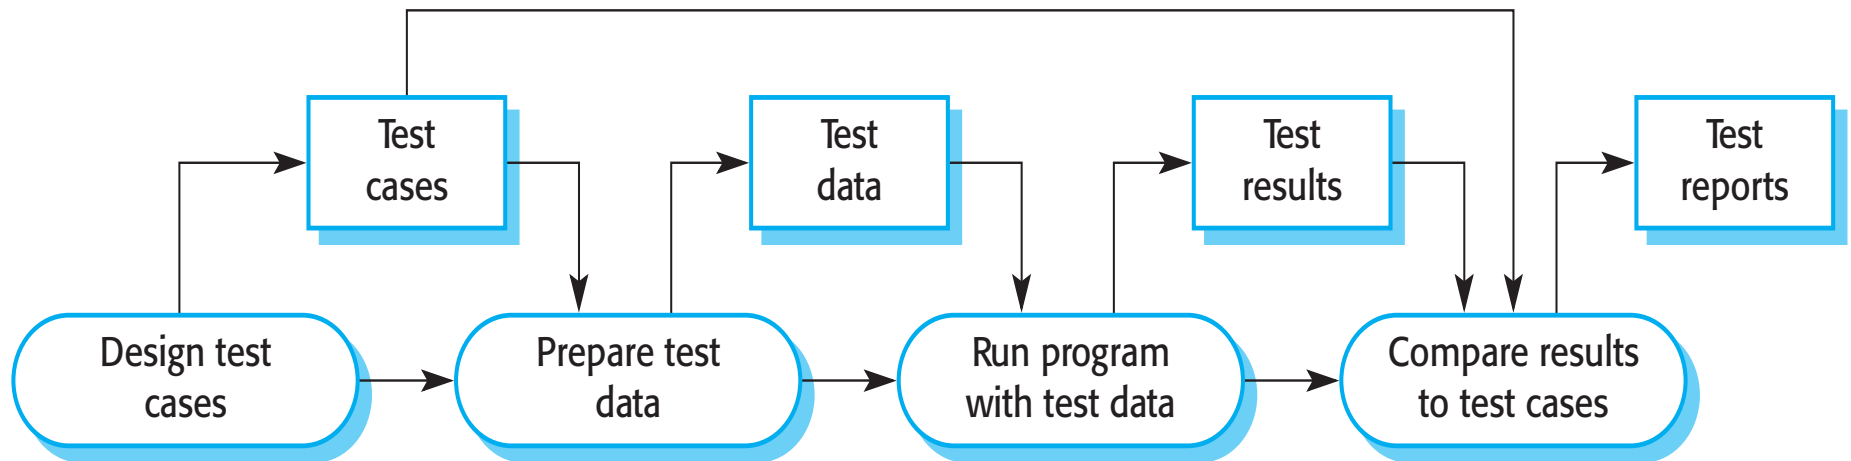 Test
cases
Test
data
Test
results
Test
reports
Design test
cases
Prepare test
data
Run program
with test data
Compare results
to test cases